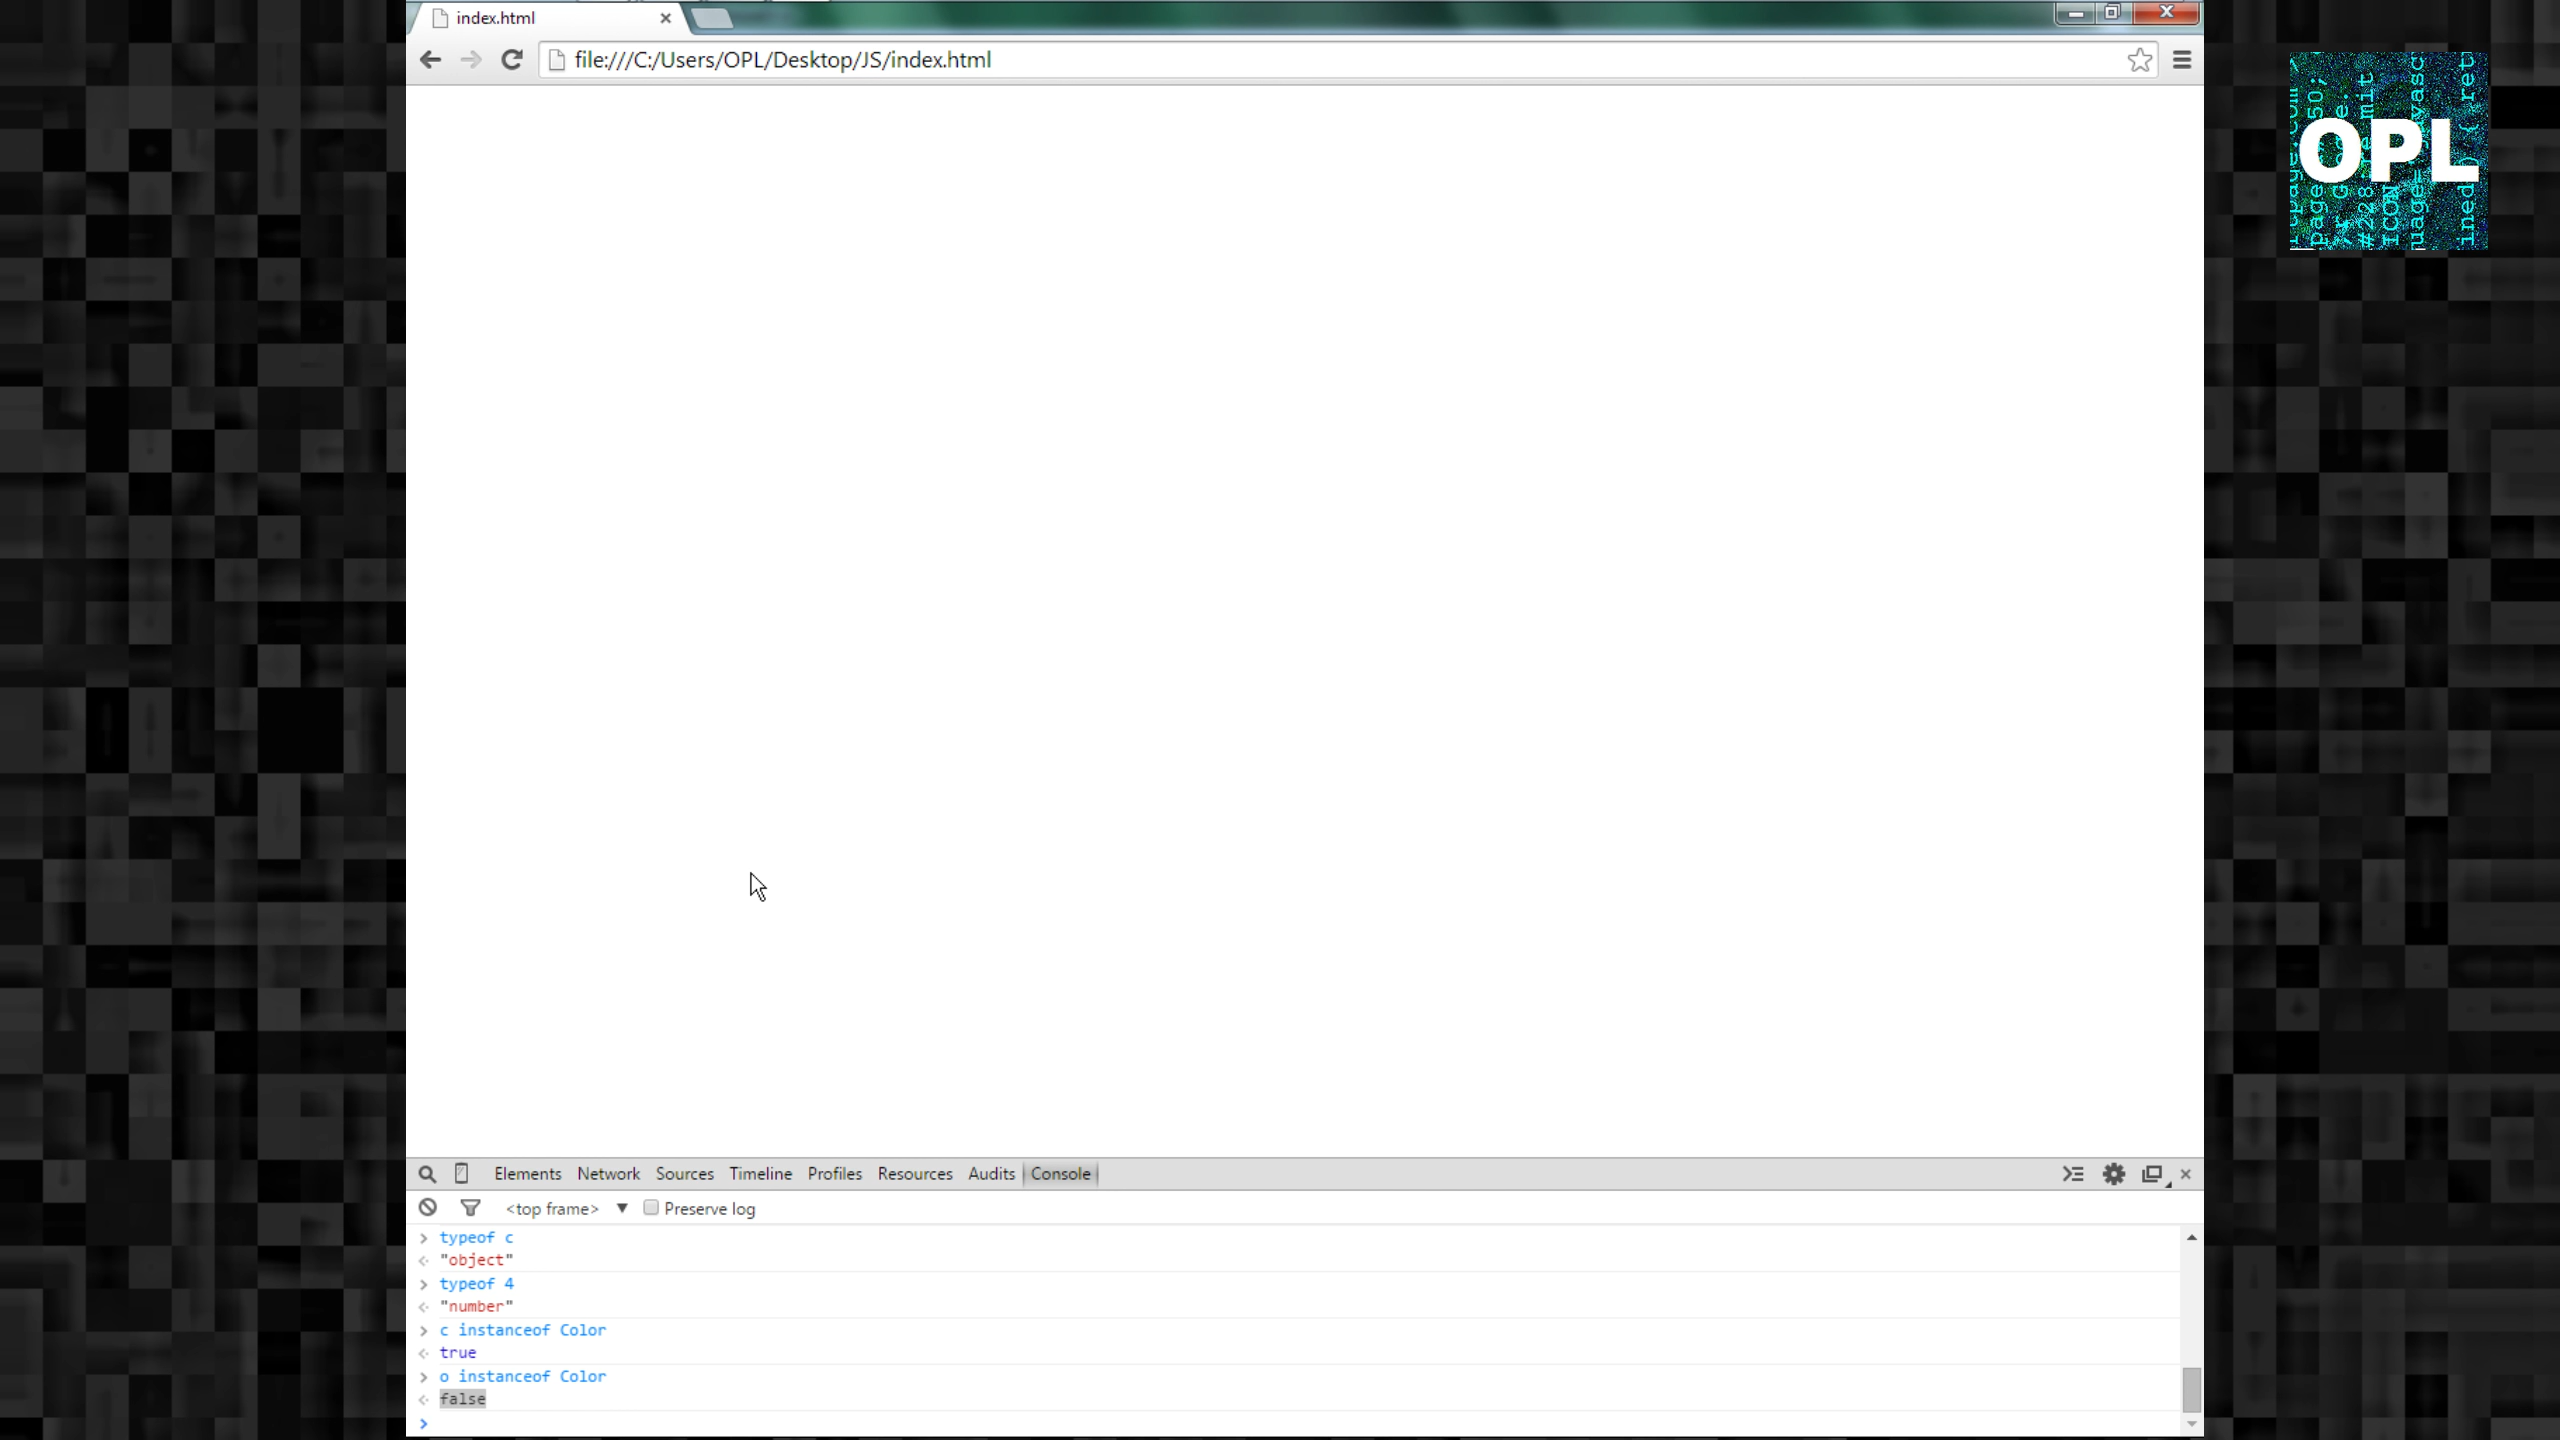 index.html
file:///C:/Users/OPL/Desktop/JS/index.html
OPL
Elements Network Sources Timeline Profiles Resources Audits Console
<top frame> Preserve log
typeof c
"object"
typeof 4
"number"
c instanceof Color
true
o instanceof Color
false